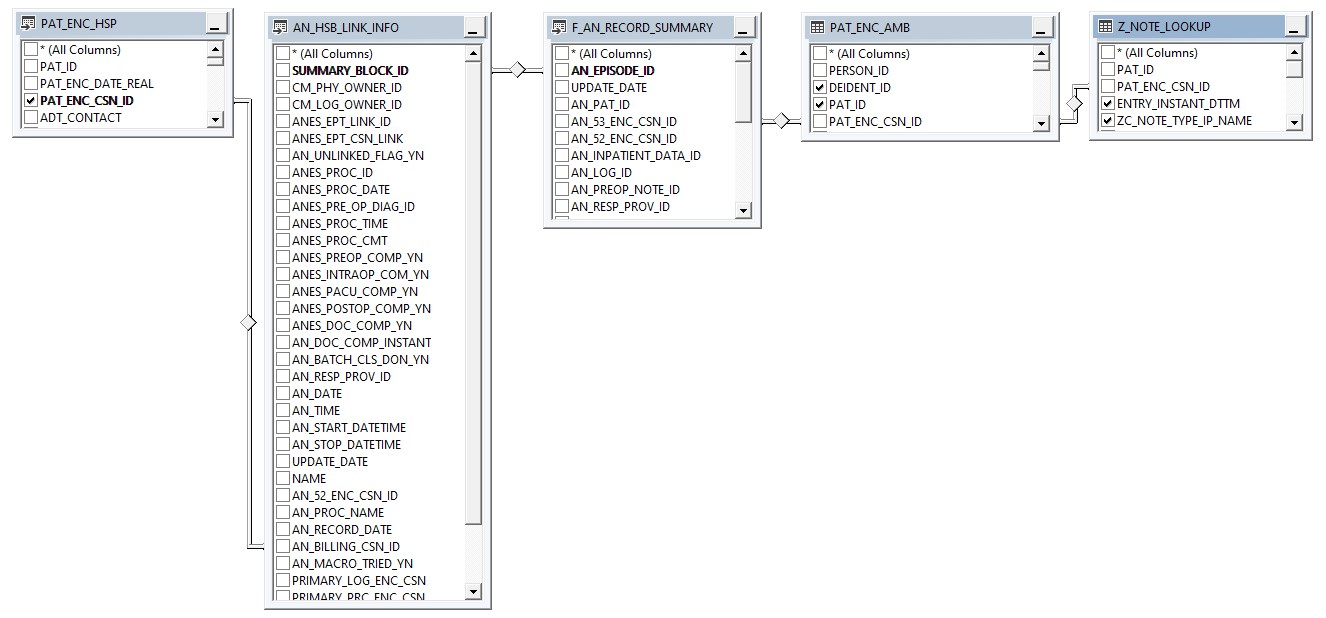 PAT_ENC_HSP
* (All Columns)
PAT_ID
PAT_ENC_DATE_REAL
PAT_ENC_CSN_ID
ADT_CONTACT
AN_HSB_LINK_INFO
* (All Columns)
SUMMARY_BLOCK_ID
CM_PHY_OWNER_ID
CM_LOG_OWNER_ID
ANES_EPT_LINK_ID
ANES_EPT_CSN_LINK
AN_UNLINKED_FLAG_YN
ANES_PROC_ID
ANES_PROC_DATE
ANES_PRE_OP_DIAG_ID
ANES_PROC_TIME
ANES_PROC_CMT
ANES_PREOP_COMP_YN
ANES_INTRAOP_COM_YN
ANES_PACU_COMP_YN
ANES_POSTOP_COMP_YN
ANES_DOC_COMP_YN
AN_DOC_COMP_INSTANT
AN_BATCH_CLS_DON_YN
AN_RESP_PROV_ID
AN_DATE
AN_TIME
AN_START_DATETIME
AN_STOP_DATETIME
UPDATE_DATE
NAME
AN_52_ENC_CSN_ID
AN_PROC_NAME
AN_RECORD_DATE
AN_BILLING_CSN_ID
AN_MACRO_TRIED_YN
PRIMARY_LOG_ENC_CSN
PRIMARY_PRC_ENC_CSN
F_AN_RECORD_SUMMARY
* (All Columns)
AN_EPISODE_ID
UPDATE_DATE
AN_PAT_ID
AN_53_ENC_CSN_ID
AN_52_ENC_CSN_ID
AN_INPATIENT_DATA_ID
AN_LOG_ID
AN_PREOP_NOTE_ID
AN_RESP_PROV_ID
PAT_ENC_AMB
* (All Columns)
PERSON_ID
DEIDENT_ID
PAT_ID
PAT_ENC_CSN_ID
Z_NOTE_LOOKUP
* (All Columns)
PAT_ID
PAT_ENC_CSN_ID
ENTRY_INSTANT_DTTM
ZC_NOTE_TYPE_IP_NAME